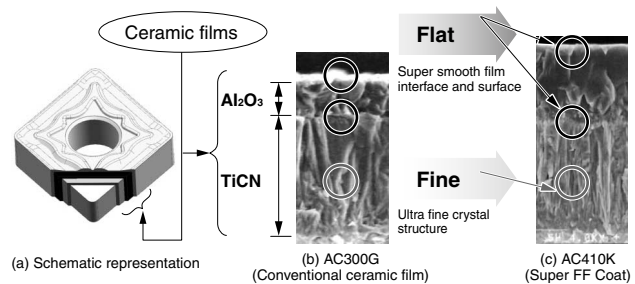 Ceramic films
Al₂O₃
TiCN
(a) Schematic representation
(b) AC300G
(Conventional ceramic film)
Flat
Super smooth film
interface and surface
Fine
Ultra fine crystal
structure
(c) AC410K
(Super FF Coat)